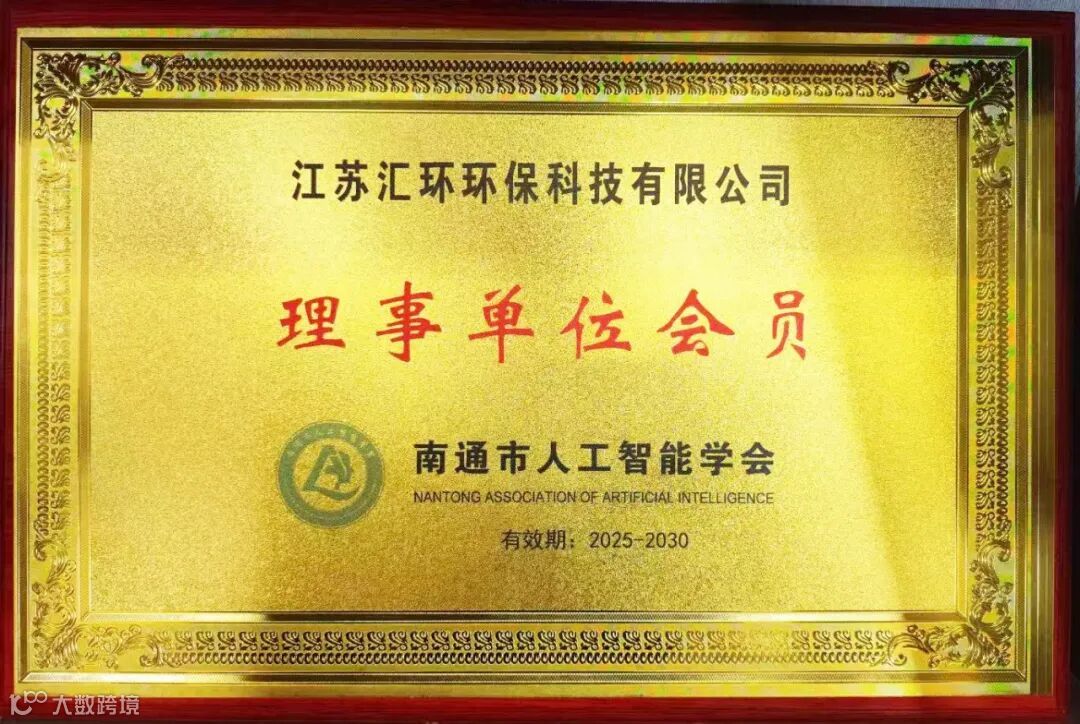 江苏汇环环保科技有限公司
理事单位会员
南通市人工智能学会
NANTONG ASSOCIATION OF ARTIFICIAL INTELLIGENCE
有效期：2025-2030
大数跨境